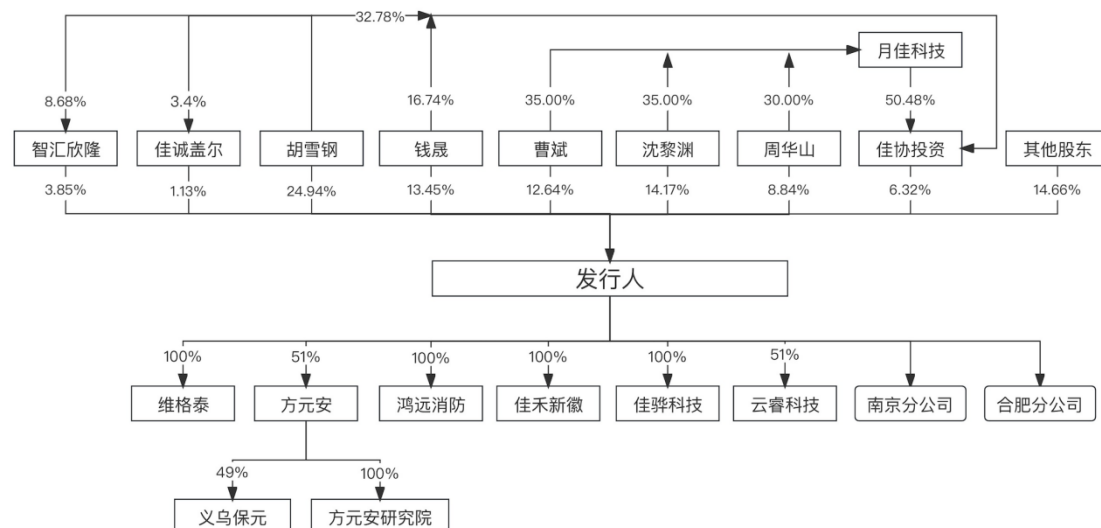 32.78%
月佳科技
8.68%
3.4%
16.74%
35.00%
35.00%
30.00%
50.48%
智汇欣隆
佳诚盖尔
胡雪钢
钱晟
曹斌
沈黎渊
周华山
佳协投资
其他股东
3.85%
1.13%
24.94%
13.45%
12.64%
14.17%
8.84%
6.32%
14.66%
发行人
100%
51%
100%
100%
100%
51%
维格泰
方元安
鸿远消防
佳禾新徽
佳骅科技
云睿科技
南京分公司
合肥分公司
49%
100%
义乌保元
方元安研究院